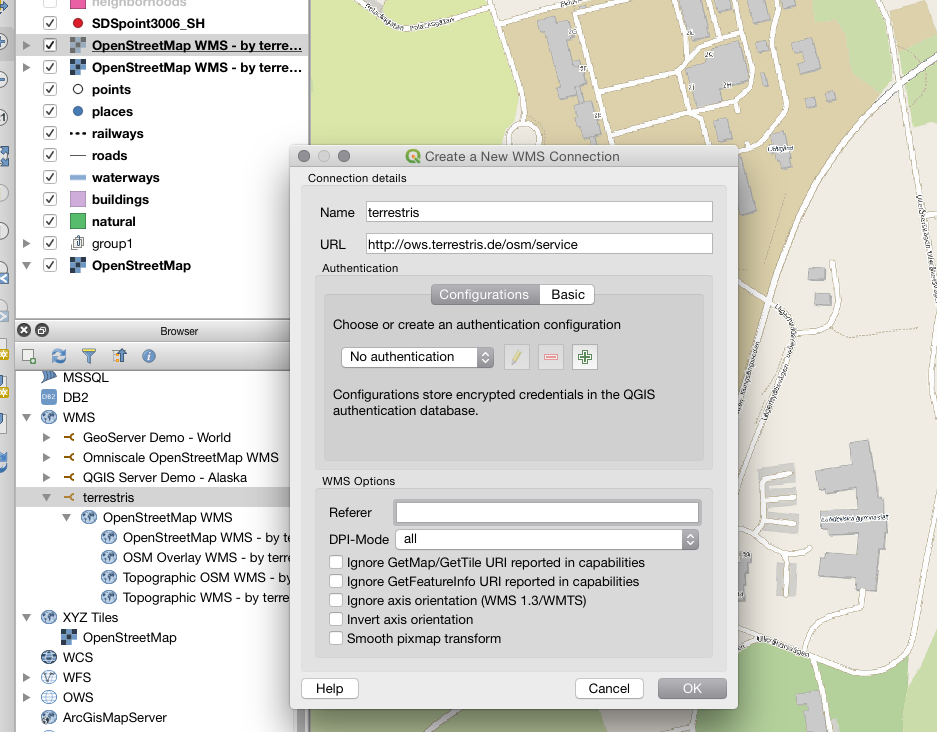 neighborhoods
SDSpoint3006_SH
OpenStreetMap WMS - by terre...
OpenStreetMap WMS - by terre...
points
places
railways
roads
waterways
buildings
natural
group1
OpenStreetMap
Browser
MSSQL
DB2
WMS
GeoServer Demo - World
Omniscale OpenStreetMap WMS
QGIS Server Demo - Alaska
terrestris
OpenStreetMap WMS
OpenStreetMap WMS - by te
OSM Overlay WMS - by terre
Topographic OSM WMS - by
Topographic WMS - by terre
XYZ Tiles
OpenStreetMap
WCS
WFS
OWS
ArcGisMapServer
Create a New WMS Connection
Connection details
Name terrestris
URL http://ows.terrestris.de/osm/service
Authentication
Configurations Basic
Choose or create an authentication configuration
No authentication
Configurations store encrypted credentials in the QGIS
authentication database.
WMS Options
Referer
DPI-Mode all
Ignore GetMap/GetTile URI reported in capabilities
Ignore GetFeatureInfo URI reported in capabilities
Ignore axis orientation (WMS 1.3/WMTS)
Invert axis orientation
Smooth pixmap transform
Help Cancel OK